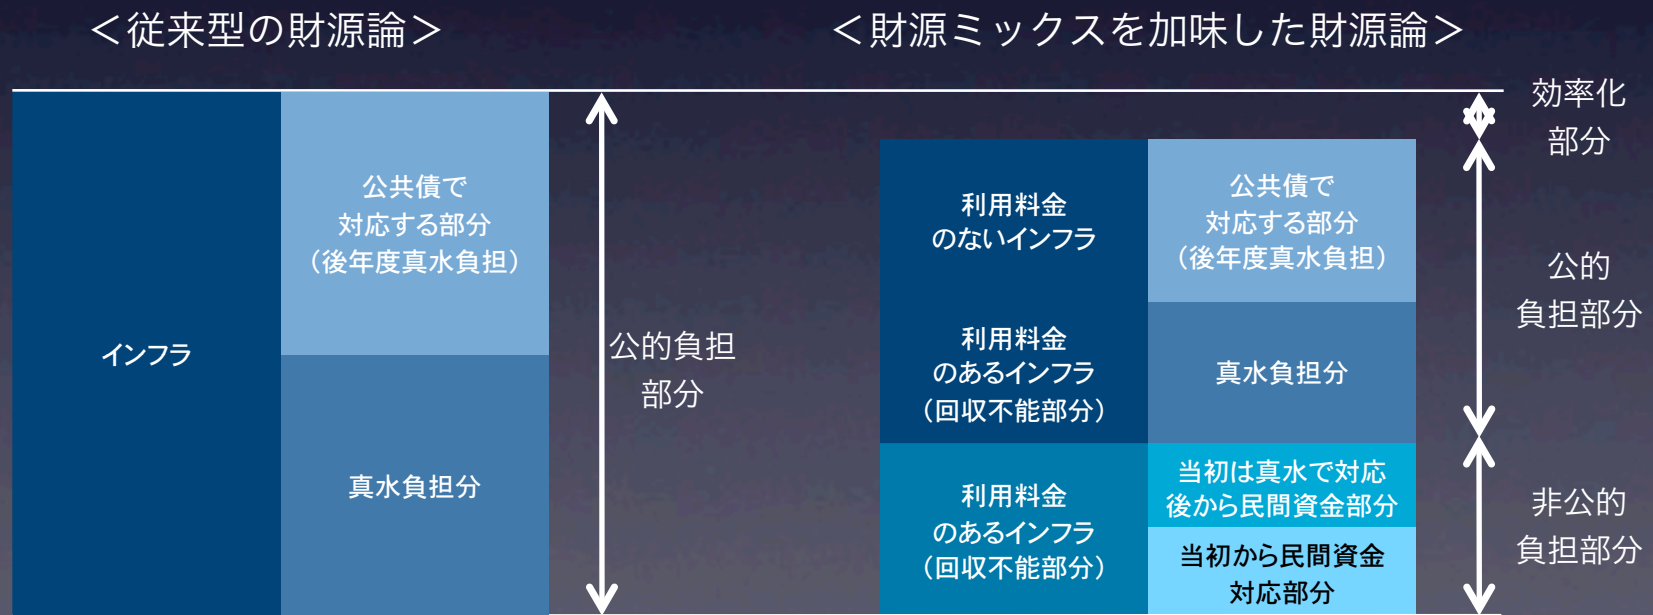 ＜従来型の財源論＞
インフラ
公共債で
対応する部分
（後年度真水負担）
真水負担分
公的負担
部分
＜財源ミックスを加味した財源論＞
利用料金
のないインフラ
利用料金
のあるインフラ
（回収不能部分）
利用料金
のあるインフラ
（回収不能部分）
公共債で
対応する部分
（後年度真水負担）
真水負担分
当初は真水で対応
後から民間資金部分
当初から民間資金
対応部分
効率化
部分
公的
負担部分
非公的
負担部分